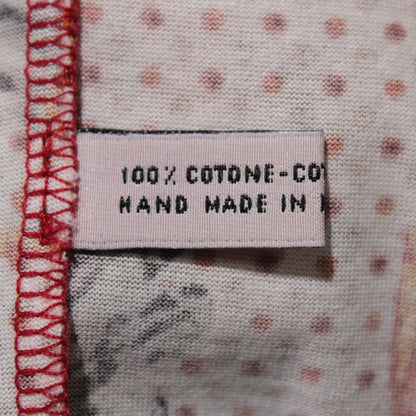 100% COTONE-CO
HAND MADE IN